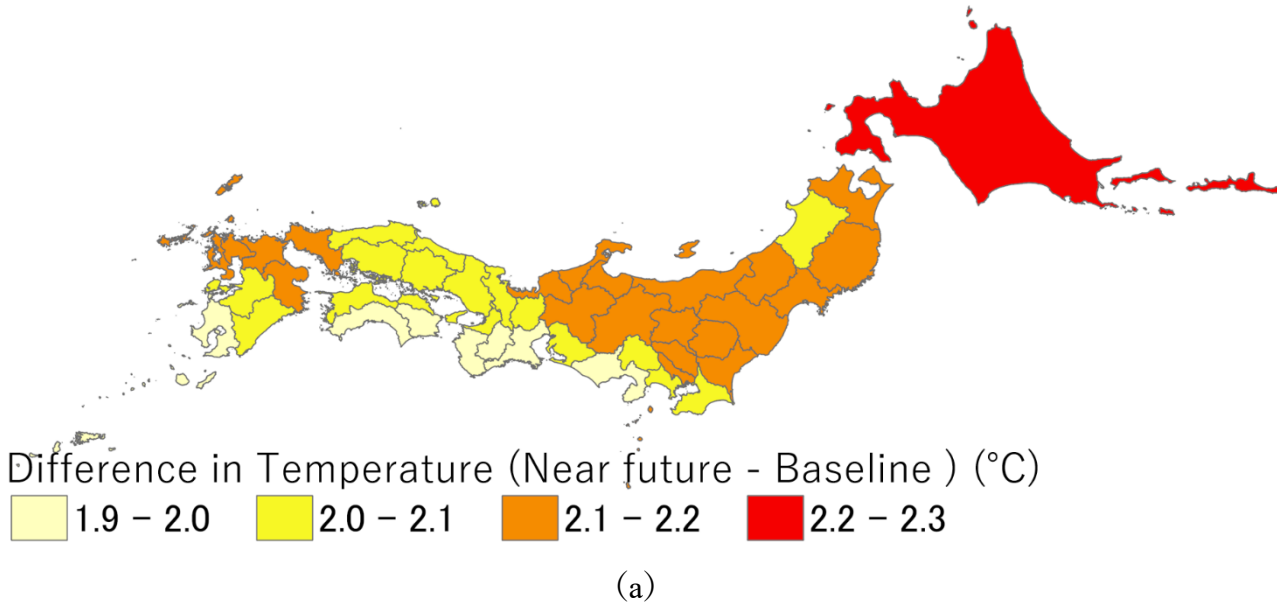 Difference in Temperature (Near future - Baseline ) (°C)
1.9 – 2.0 2.0 – 2.1 2.1 – 2.2 2.2 – 2.3
(a)